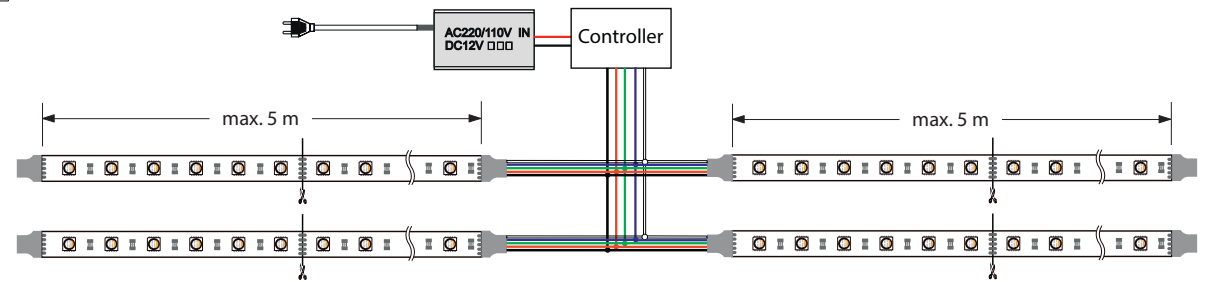 AC220/110V IN
DC12V □□□
Controller
max. 5 m
max. 5 m